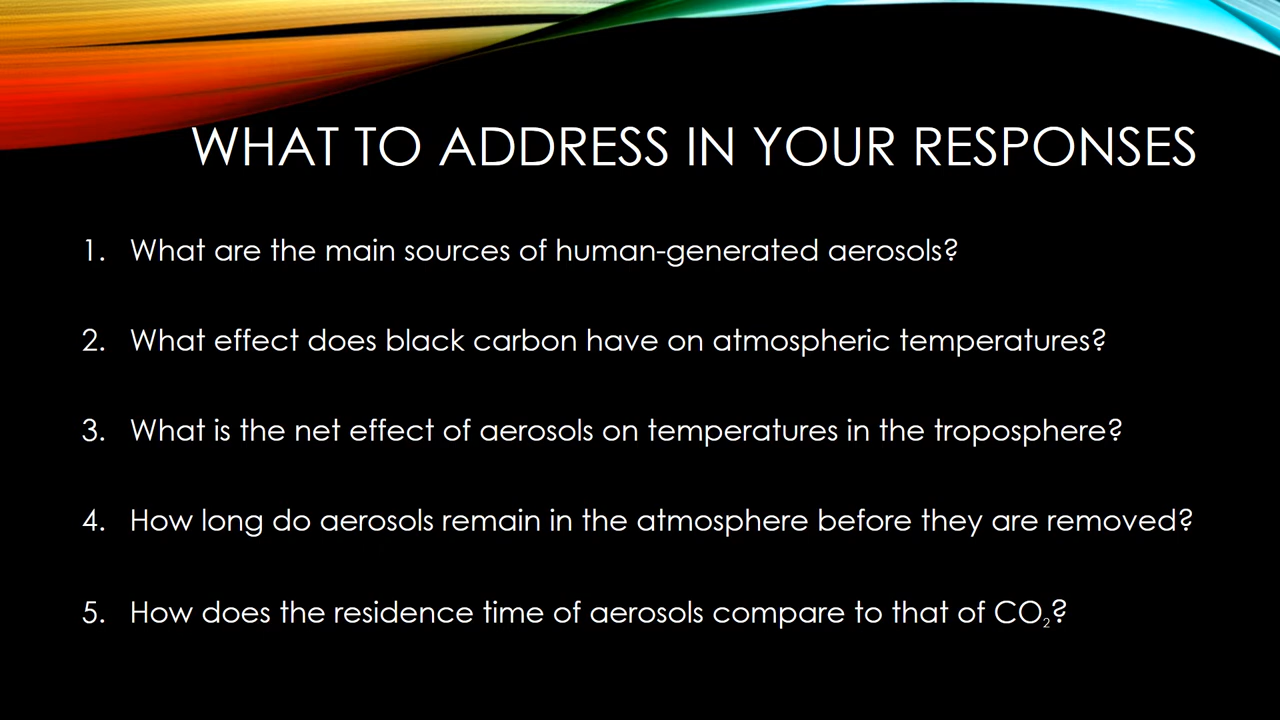 WHAT TO ADDRESS IN YOUR RESPONSES
1. What are the main sources of human-generated aerosols?
2. What effect does black carbon have on atmospheric temperatures?
3. What is the net effect of aerosols on temperatures in the troposphere?
4. How long do aerosols remain in the atmosphere before they are removed?
5. How does the residence time of aerosols compare to that of CO₂?